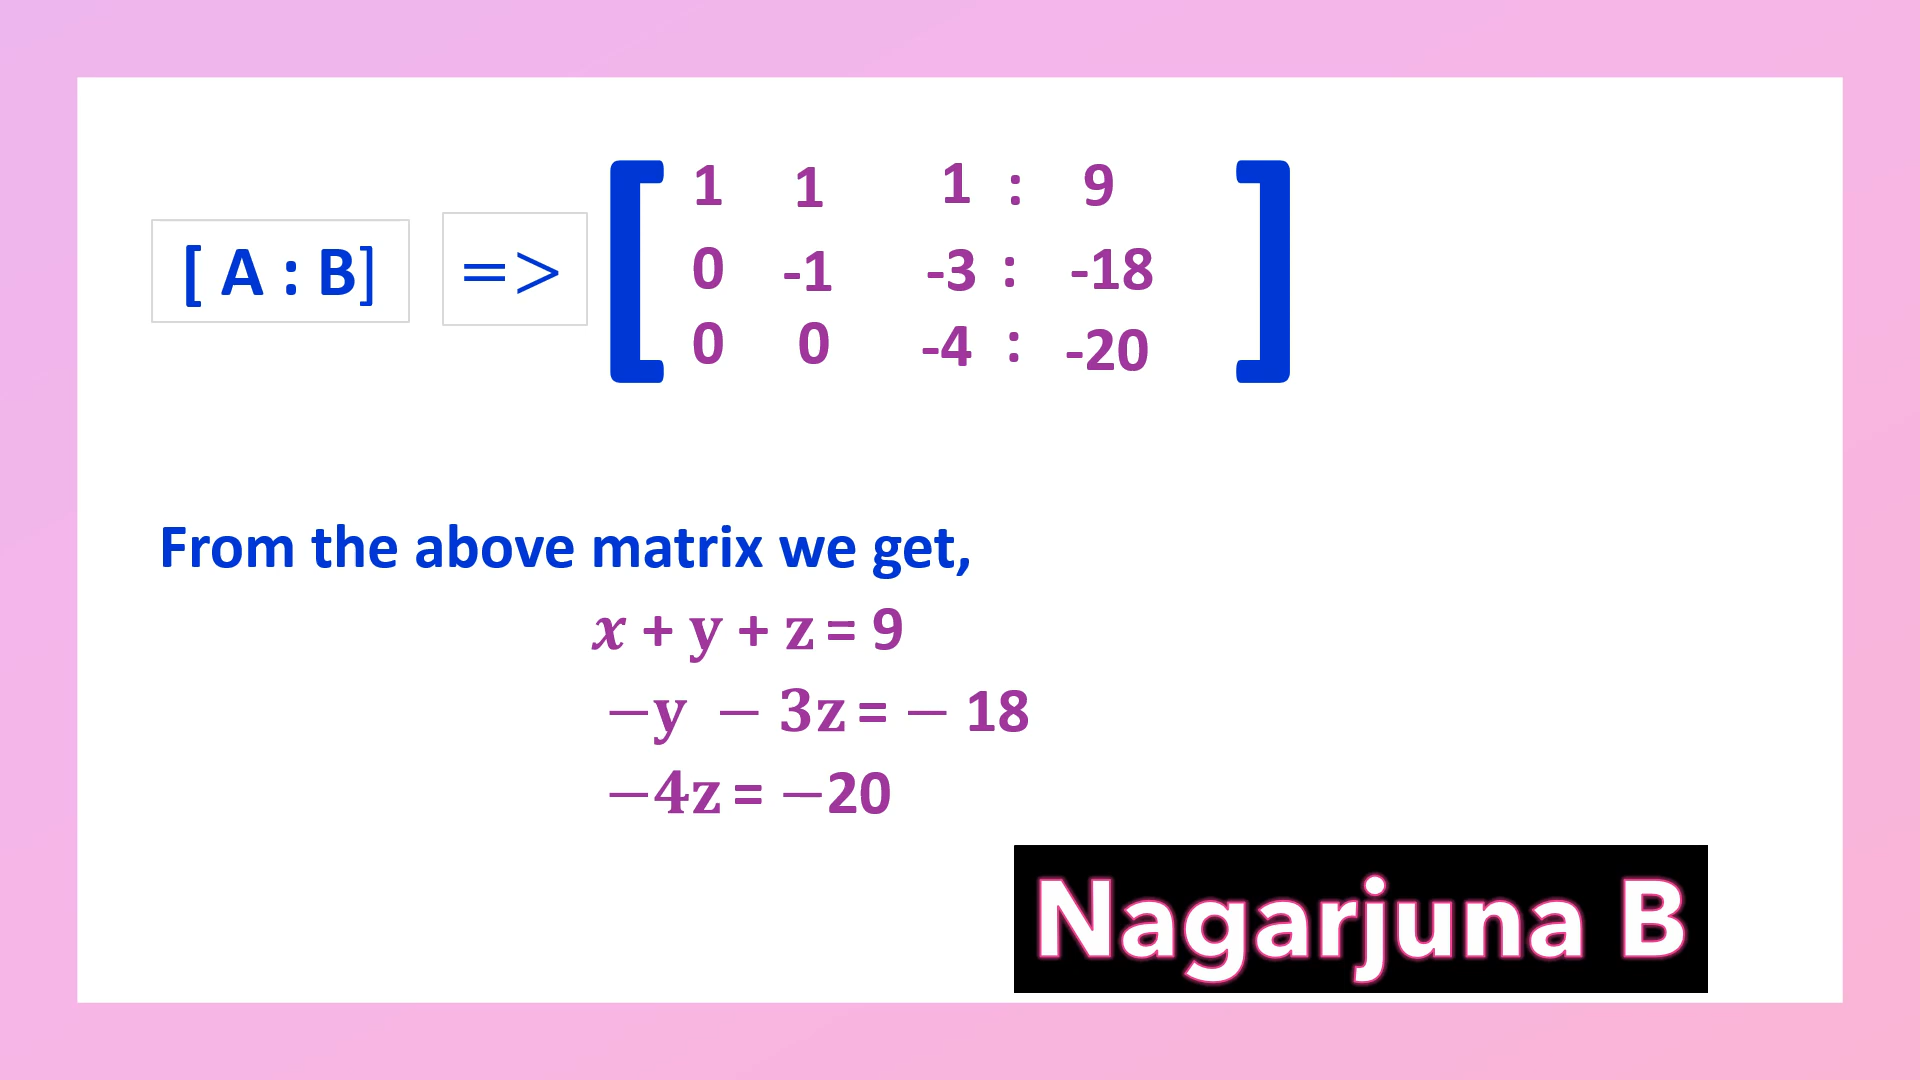 1 1 1 : 9
[ A : B] => 0 -1 -3 : -18
0 0 -4 : -20
From the above matrix we get,
𝒙 + y + z = 9
−y − 3z = − 18
−4z = −20
Nagarjuna B